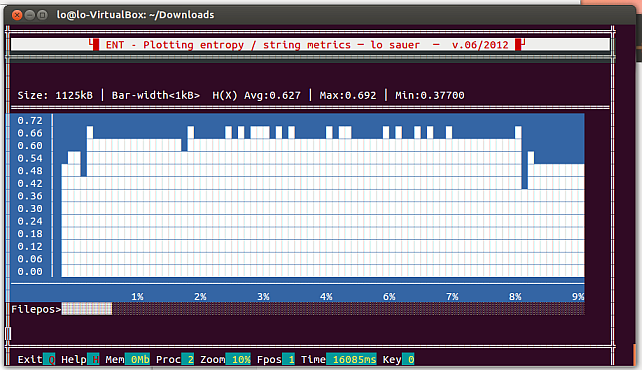 lo@lo-VirtualBox: ~/Downloads
ENT - Plotting entropy / string metrics — lo sauer — v.06/2012
Size: 1125kB | Bar-width<1kB> H(X) Avg:0.627 | Max:0.692 | Min:0.37700
0.72
0.66
0.60
0.54
0.48
0.42
0.36
0.30
0.24
0.18
0.12
0.06
0.00
1% 2% 3% 4% 5% 6% 7% 8% 9%
Filepos>
Exit Q Help H Mem 0Mb Proc 2 Zoom 10% Fpos 1 Time 16085ms Key 0